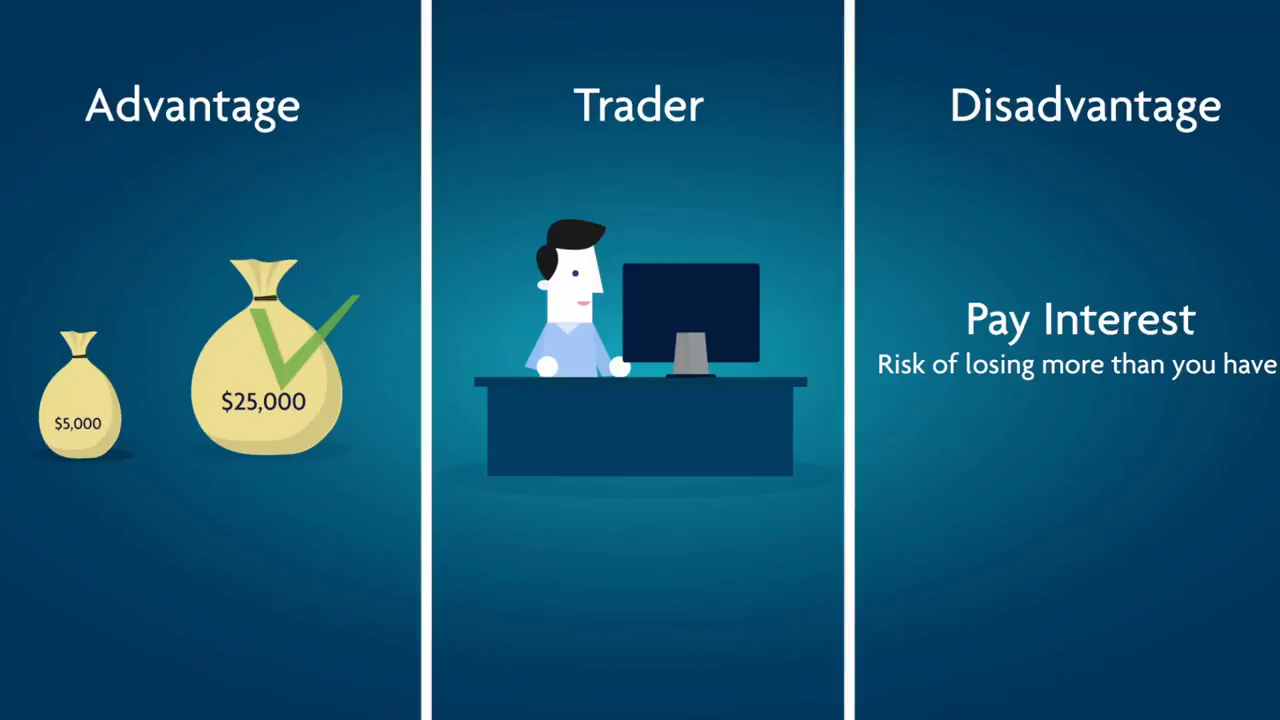 Advantage
$5,000
$25,000
Trader
Disadvantage
Pay Interest
Risk of losing more than you have